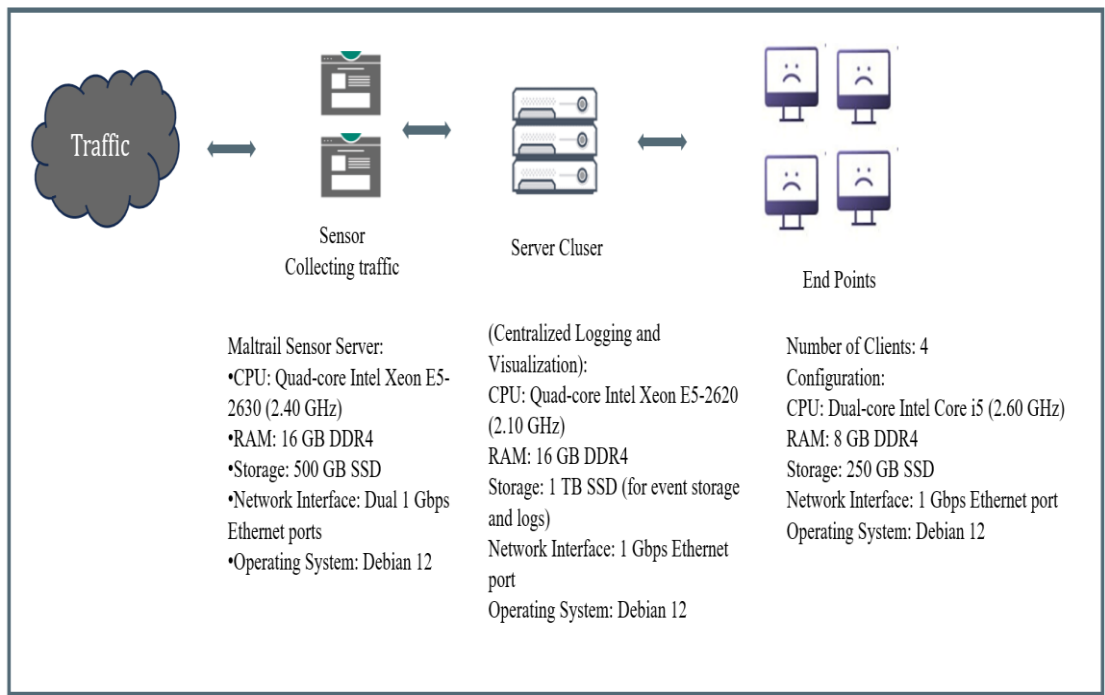 Traffic
Sensor
Collecting traffic
Server Cluser
End Points
Maltrail Sensor Server:
•CPU: Quad-core Intel Xeon E5-
2630 (2.40 GHz)
•RAM: 16 GB DDR4
•Storage: 500 GB SSD
•Network Interface: Dual 1 Gbps
Ethernet ports
•Operating System: Debian 12
(Centralized Logging and
Visualization):
CPU: Quad-core Intel Xeon E5-2620
(2.10 GHz)
RAM: 16 GB DDR4
Storage: 1 TB SSD (for event storage
and logs)
Network Interface: 1 Gbps Ethernet
port
Operating System: Debian 12
Number of Clients: 4
Configuration:
CPU: Dual-core Intel Core i5 (2.60 GHz)
RAM: 8 GB DDR4
Storage: 250 GB SSD
Network Interface: 1 Gbps Ethernet port
Operating System: Debian 12